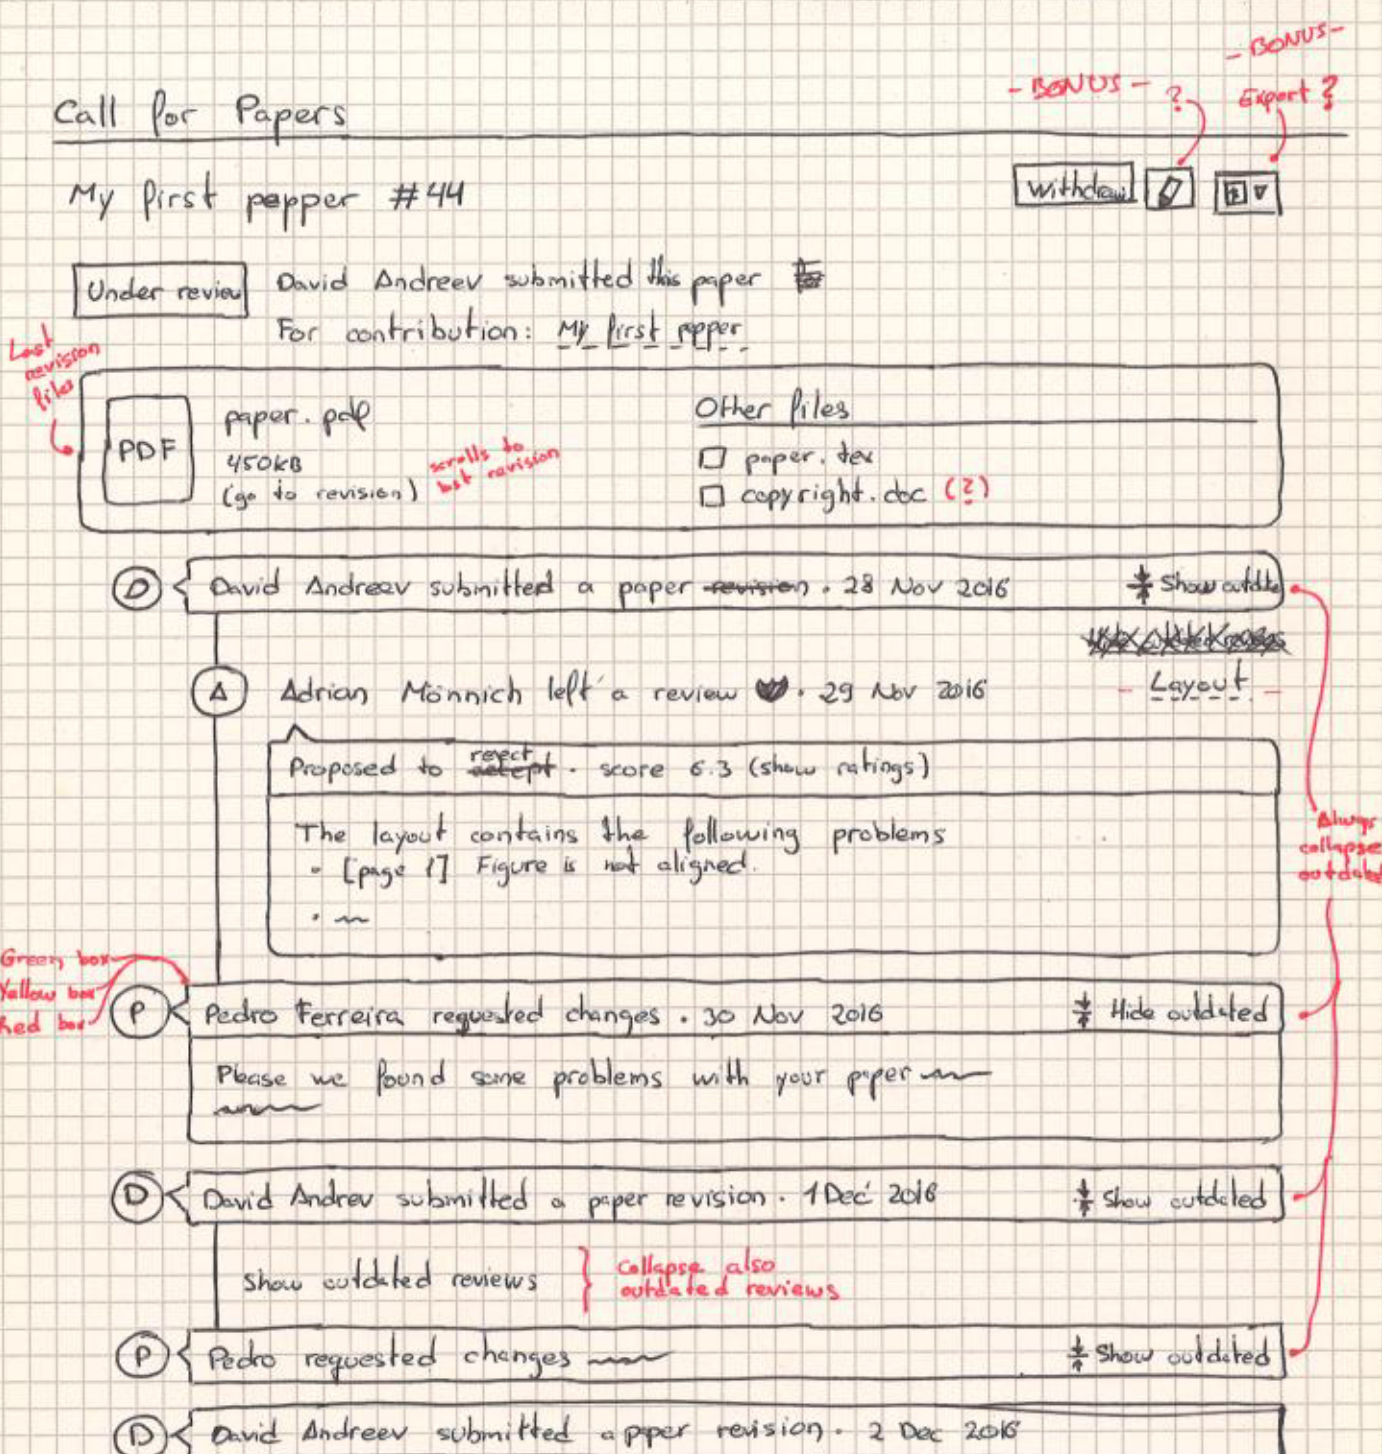 - BONUS -
- BONUS - ?
Export ?
Call for Papers
My first pepper #44
Withdraw
Under review
David Andreev submitted this paper
For contribution: My first pepper
Last revision files
PDF
paper.pdf
450KB
(go to revision)
scrolls to last revision
Other files
paper.tex
copyright.doc (?)
D
David Andreev submitted a paper revision . 28 Nov 2016
Show outdate
A
Adrian Mönnich left a review . 29 Nov 2016
- Layout -
Proposed to reject accept . score 6.3 (show ratings)
The layout contains the following problems
- [page 1] Figure is not aligned.
Always collapse outdated
Green box
Yellow box
Red box
P
Pedro Ferreira requested changes . 30 Nov 2016
Hide outdated
Please we found some problems with your paper
D
David Andrev submitted a paper revision . 1 Dec 2016
Show outdated
Show outdated reviews
Collapse also
outdated reviews
P
Pedro requested changes
Show outdated
D
David Andreev submitted a paper revision . 2 Dec 2016